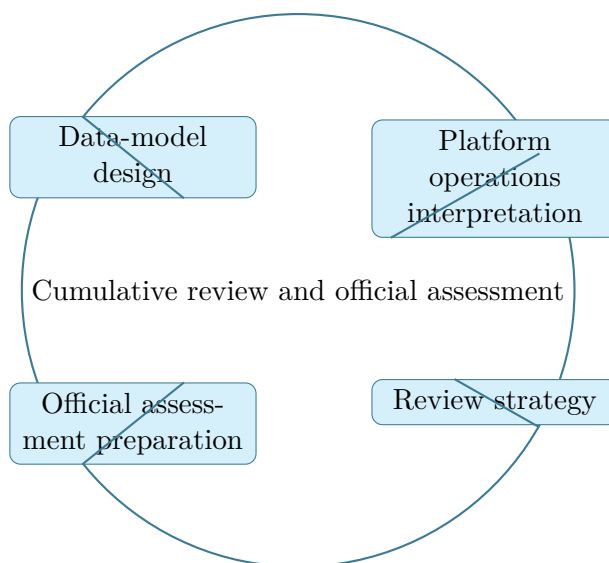 Data-model
design
Platform
operations
interpretation
Cumulative review and official assessment
Official assess-
ment preparation
Review strategy